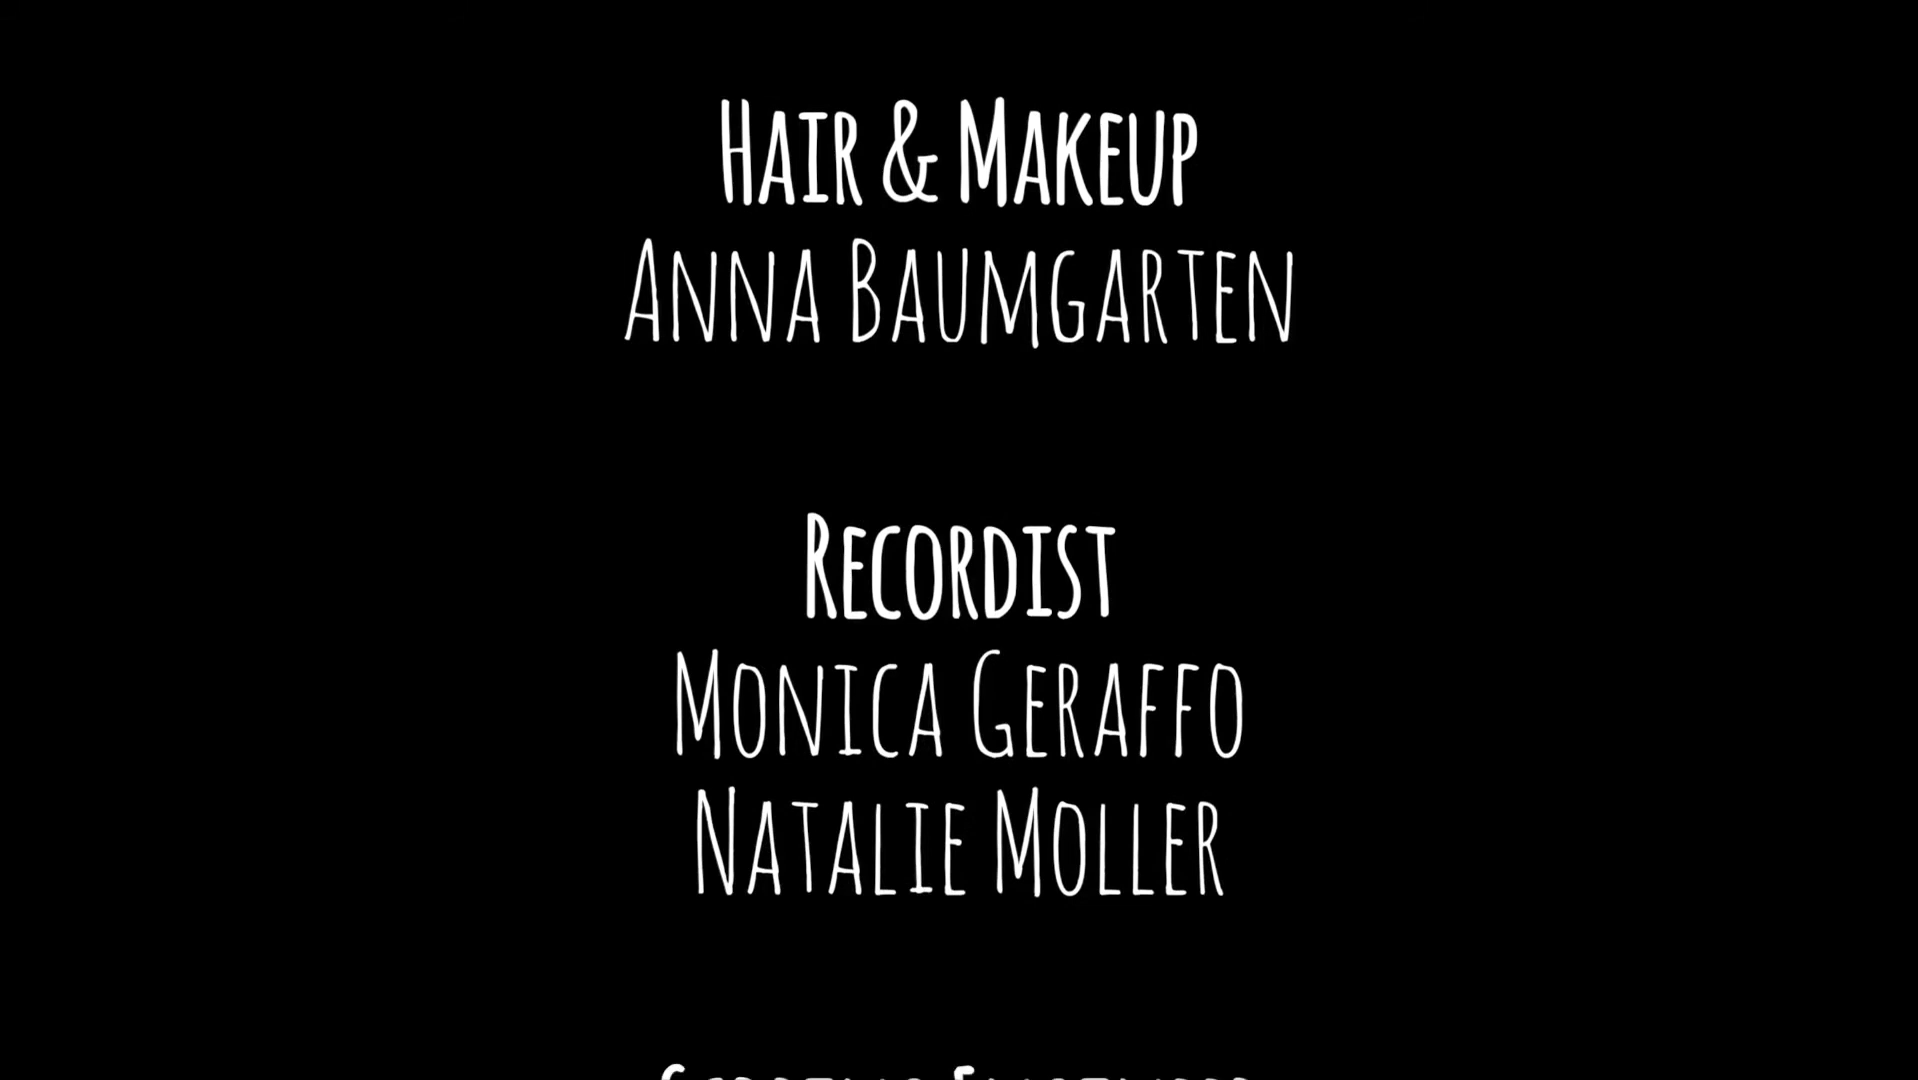 Hair & Makeup
Anna Baumgarten
Recordist
Monica Geraffo
Natalie Moller